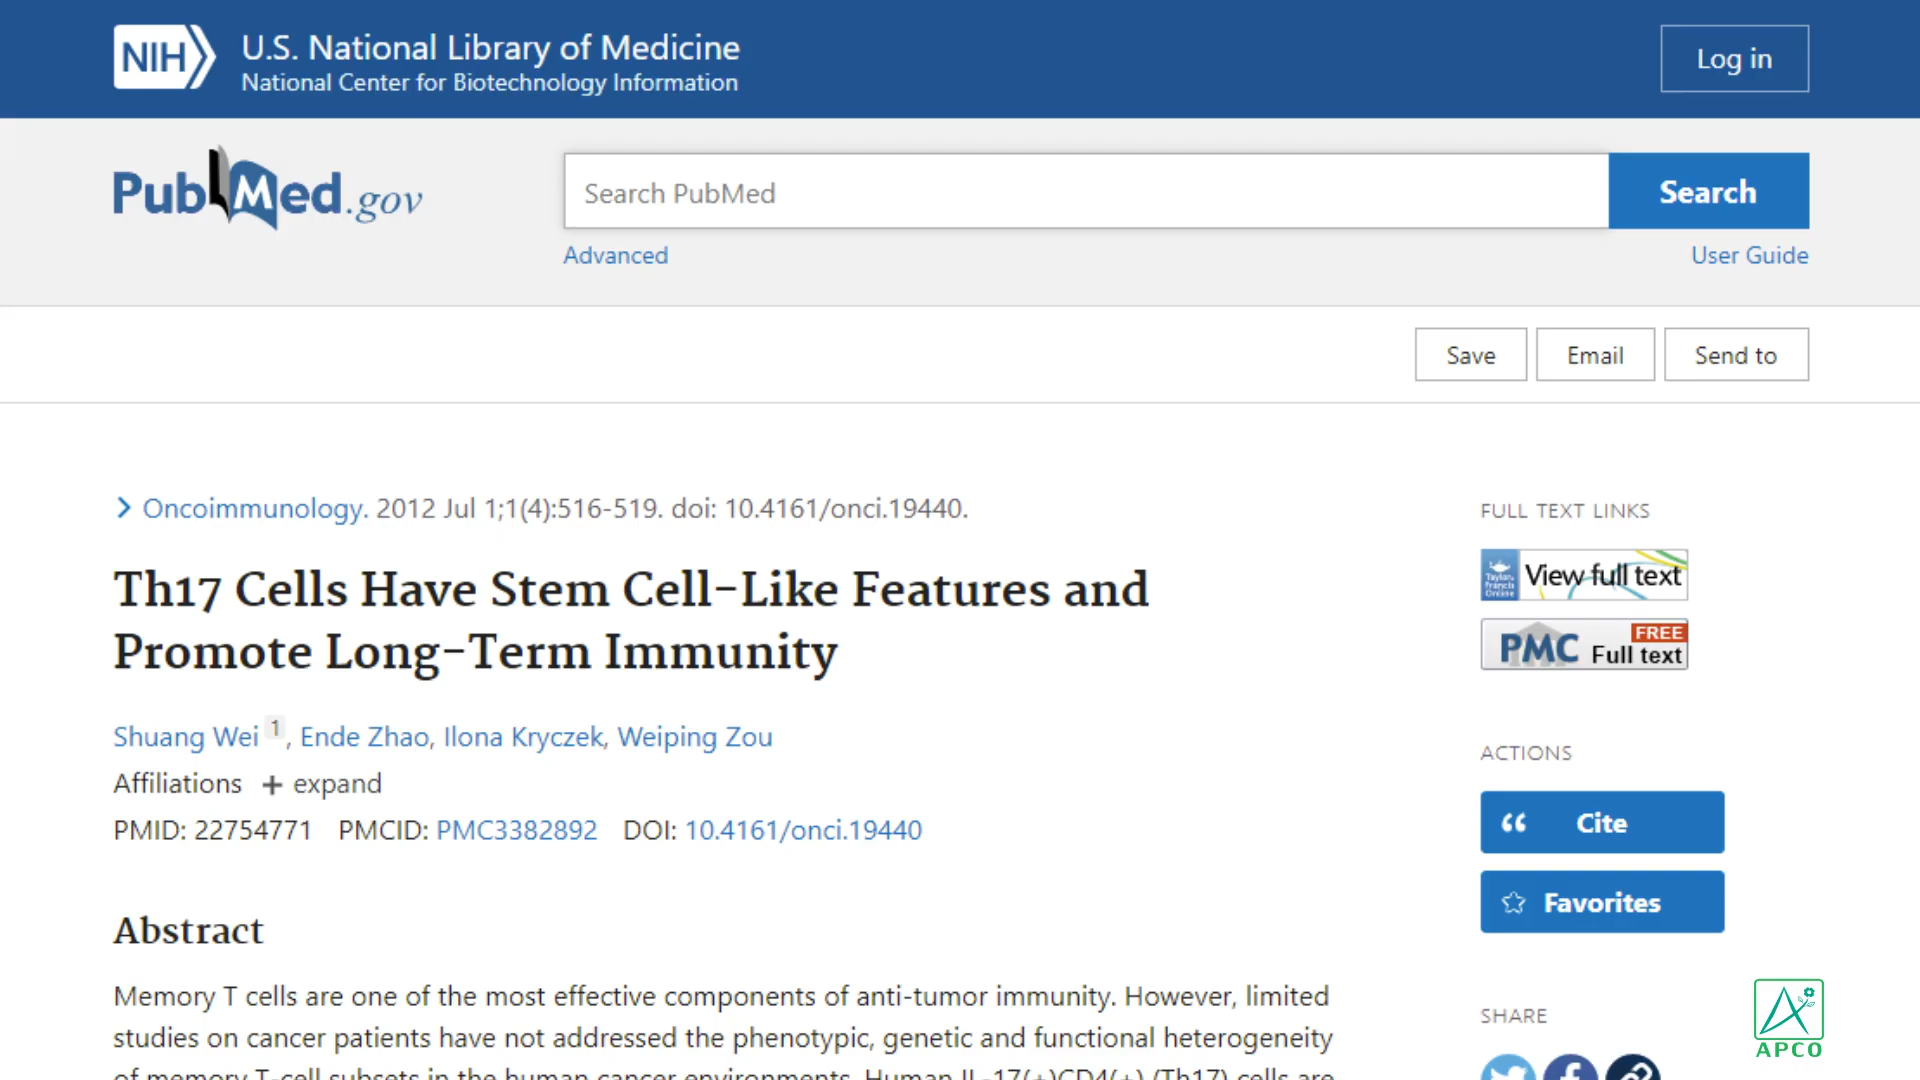 NIH
U.S. National Library of Medicine
National Center for Biotechnology Information
Log in
PubMed.gov
Search PubMed
Search
Advanced
User Guide
Save
Email
Send to
Oncoimmunology. 2012 Jul 1;1(4):516-519. doi: 10.4161/onci.19440.
Th17 Cells Have Stem Cell-Like Features and
Promote Long-Term Immunity
Shuang Wei 1, Ende Zhao, Ilona Kryczek, Weiping Zou
Affiliations + expand
PMID: 22754771 PMCID: PMC3382892 DOI: 10.4161/onci.19440
Abstract
Memory T cells are one of the most effective components of anti-tumor immunity. However, limited
studies on cancer patients have not addressed the phenotypic, genetic and functional heterogeneity
of memory T-cell subsets in the human cancer environments. Human IL-17(+)CD4(+) (Th17) cells are
FULL TEXT LINKS
Taylor & Francis Online
View full text
PMC FREE Full text
ACTIONS
Cite
Favorites
SHARE
APCO